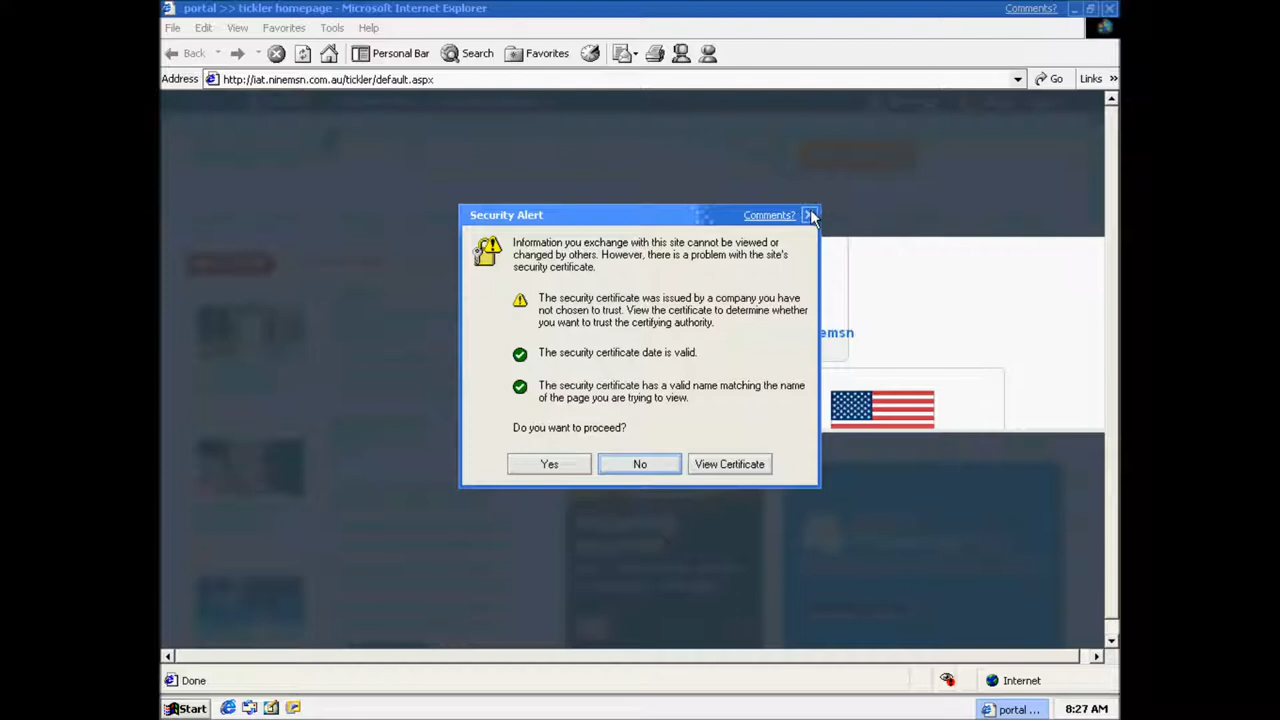 portal >> tickler homepage - Microsoft Internet Explorer Comments?
File Edit View Favorites Tools Help
Back Personal Bar Search Favorites
Address http://iat.ninemsn.com.au/tickler/default.aspx Go Links »
Security Alert Comments?
Information you exchange with this site cannot be viewed or
changed by others. However, there is a problem with the site's
security certificate.
The security certificate was issued by a company you have
not chosen to trust. View the certificate to determine whether
you want to trust the certifying authority.
emsn
The security certificate date is valid.
The security certificate has a valid name matching the name
of the page you are trying to view.
Do you want to proceed?
Yes No View Certificate
Done Internet
Start portal ... 8:27 AM